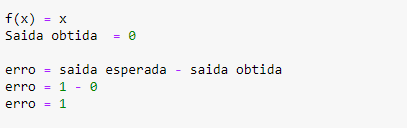 f(x) = x
Saida obtida  = 0
erro = saida esperada - saida obtida
erro = 1 - 0
erro = 1